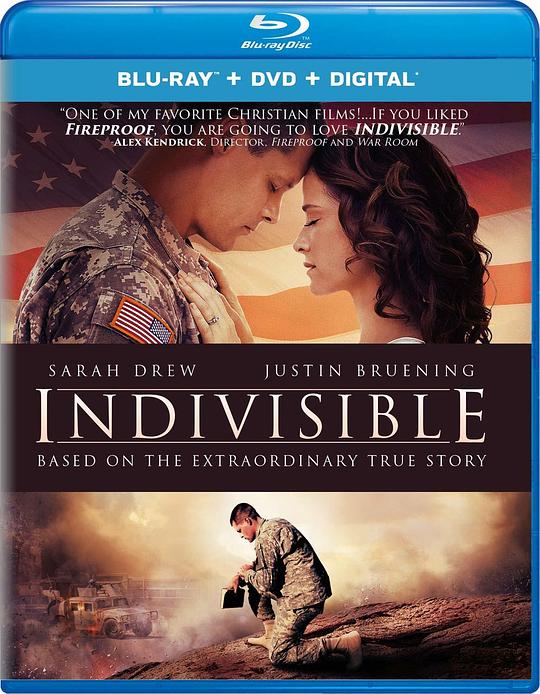 Blu-ray Disc™
BLU-RAY™ + DVD + DIGITAL*
“ONE OF MY FAVORITE CHRISTIAN FILMS!...IF YOU LIKED
FIREPROOF, YOU ARE GOING TO LOVE INDIVISIBLE.”
ALEX KENDRICK, DIRECTOR, FIREPROOF AND WAR ROOM
SARAH DREW JUSTIN BRUENING
INDIVISIBLE
BASED ON THE EXTRAORDINARY TRUE STORY